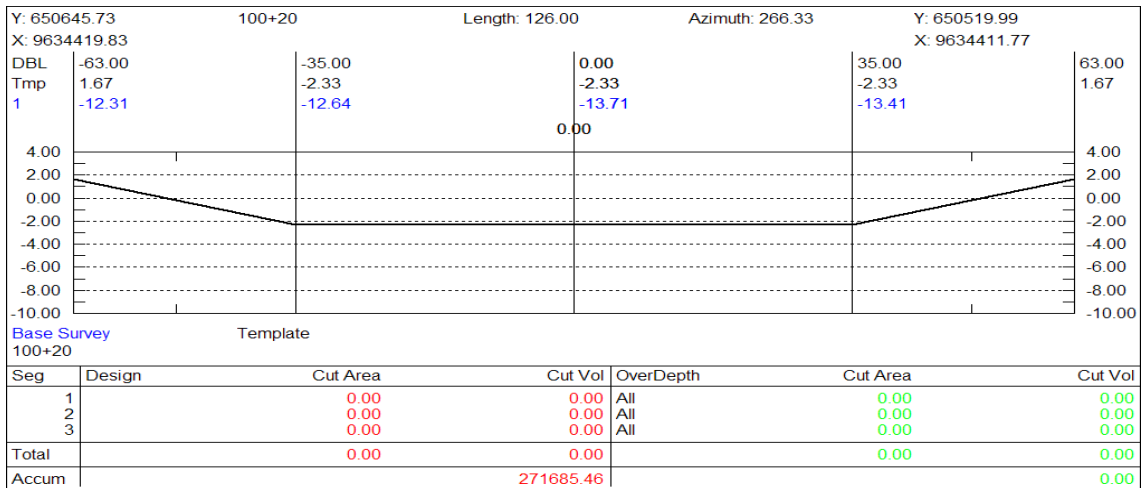 Y: 650645.73 100+20 Length: 126.00 Azimuth: 266.33 Y: 650519.99
X: 9634419.83 X: 9634411.77
DBL -63.00 -35.00 0.00 35.00 63.00
Tmp 1.67 -2.33 -2.33 -2.33 1.67
1 -12.31 -12.64 -13.71 -13.41
0.00
4.00 4.00
2.00 2.00
0.00 0.00
-2.00 -2.00
-4.00 -4.00
-6.00 -6.00
-8.00 -8.00
-10.00 -10.00
Base Survey Template
100+20
Seg Design Cut Area Cut Vol OverDepth Cut Area Cut Vol
1 0.00 0.00 All 0.00 0.00
2 0.00 0.00 All 0.00 0.00
3 0.00 0.00 All 0.00 0.00
Total 0.00 0.00 0.00 0.00
Accum 271685.46 0.00